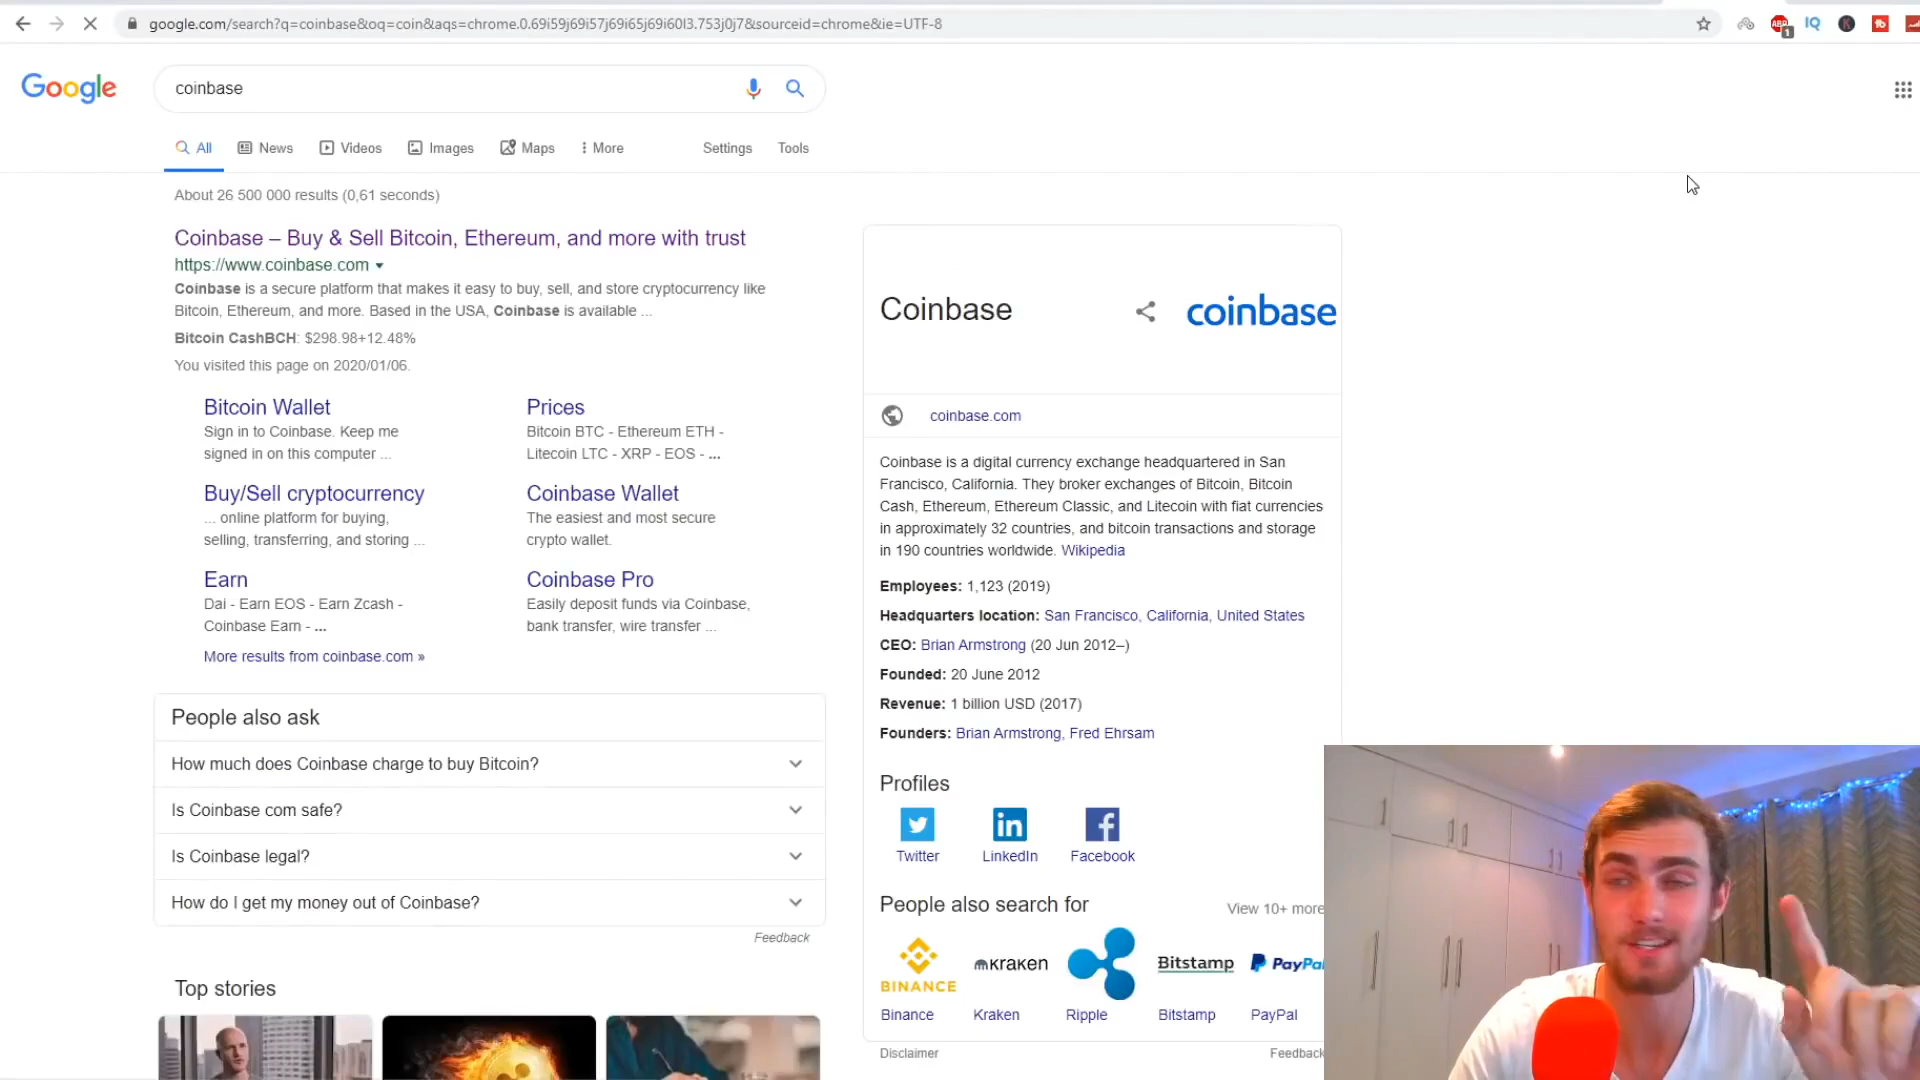 google.com/search?q=coinbase&oq=coin&aqs=chrome.0.69i59j69i57j69i65j69i60l3.753j0j7&sourceid=chrome&ie=UTF-8
ABP
1
IQ
K
Google
coinbase
All
News
Videos
Images
Maps
More
Settings
Tools
About 26 500 000 results (0,61 seconds)
Coinbase – Buy & Sell Bitcoin, Ethereum, and more with trust
https://www.coinbase.com
Coinbase is a secure platform that makes it easy to buy, sell, and store cryptocurrency like
Bitcoin, Ethereum, and more. Based in the USA, Coinbase is available ...
Bitcoin CashBCH: $298.98+12.48%
You visited this page on 2020/01/06.
Bitcoin Wallet
Sign in to Coinbase. Keep me
signed in on this computer ...
Prices
Bitcoin BTC - Ethereum ETH -
Litecoin LTC - XRP - EOS - ...
Buy/Sell cryptocurrency
... online platform for buying,
selling, transferring, and storing ...
Coinbase Wallet
The easiest and most secure
crypto wallet.
Earn
Dai - Earn EOS - Earn Zcash -
Coinbase Earn - ...
Coinbase Pro
Easily deposit funds via Coinbase,
bank transfer, wire transfer ...
More results from coinbase.com »
People also ask
How much does Coinbase charge to buy Bitcoin?
Is Coinbase com safe?
Is Coinbase legal?
How do I get my money out of Coinbase?
Feedback
Top stories
Coinbase
coinbase
coinbase.com
Coinbase is a digital currency exchange headquartered in San
Francisco, California. They broker exchanges of Bitcoin, Bitcoin
Cash, Ethereum, Ethereum Classic, and Litecoin with fiat currencies
in approximately 32 countries, and bitcoin transactions and storage
in 190 countries worldwide. Wikipedia
Employees: 1,123 (2019)
Headquarters location: San Francisco, California, United States
CEO: Brian Armstrong (20 Jun 2012–)
Founded: 20 June 2012
Revenue: 1 billion USD (2017)
Founders: Brian Armstrong, Fred Ehrsam
Profiles
Twitter
LinkedIn
Facebook
People also search for
View 10+ more
BINANCE
kraken
Bitstamp
PayPal
Binance
Kraken
Ripple
Bitstamp
PayPal
Disclaimer
Feedback